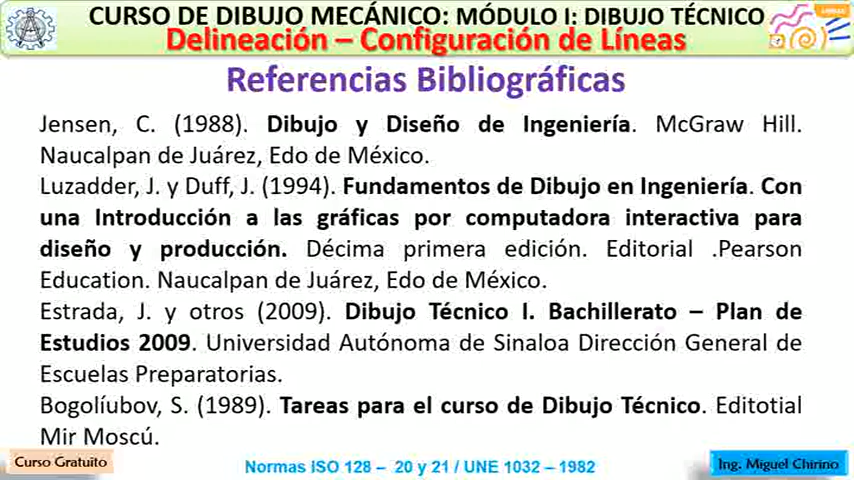 CURSO DE DIBUJO MECÁNICO: MÓDULO I: DIBUJO TÉCNICO
Delineación – Configuración de Líneas
Referencias Bibliográficas
Jensen, C. (1988). Dibujo y Diseño de Ingeniería. McGraw Hill.
Naucalpan de Juárez, Edo de México.
Luzadder, J. y Duff, J. (1994). Fundamentos de Dibujo en Ingeniería. Con
una Introducción a las gráficas por computadora interactiva para
diseño y producción. Décima primera edición. Editorial .Pearson
Education. Naucalpan de Juárez, Edo de México.
Estrada, J. y otros (2009). Dibujo Técnico I. Bachillerato – Plan de
Estudios 2009. Universidad Autónoma de Sinaloa Dirección General de
Escuelas Preparatorias.
Bogolíubov, S. (1989). Tareas para el curso de Dibujo Técnico. Editotial
Mir Moscú.
Curso Gratuito
Normas ISO 128 – 20 y 21 / UNE 1032 – 1982
Ing. Miguel Chirino